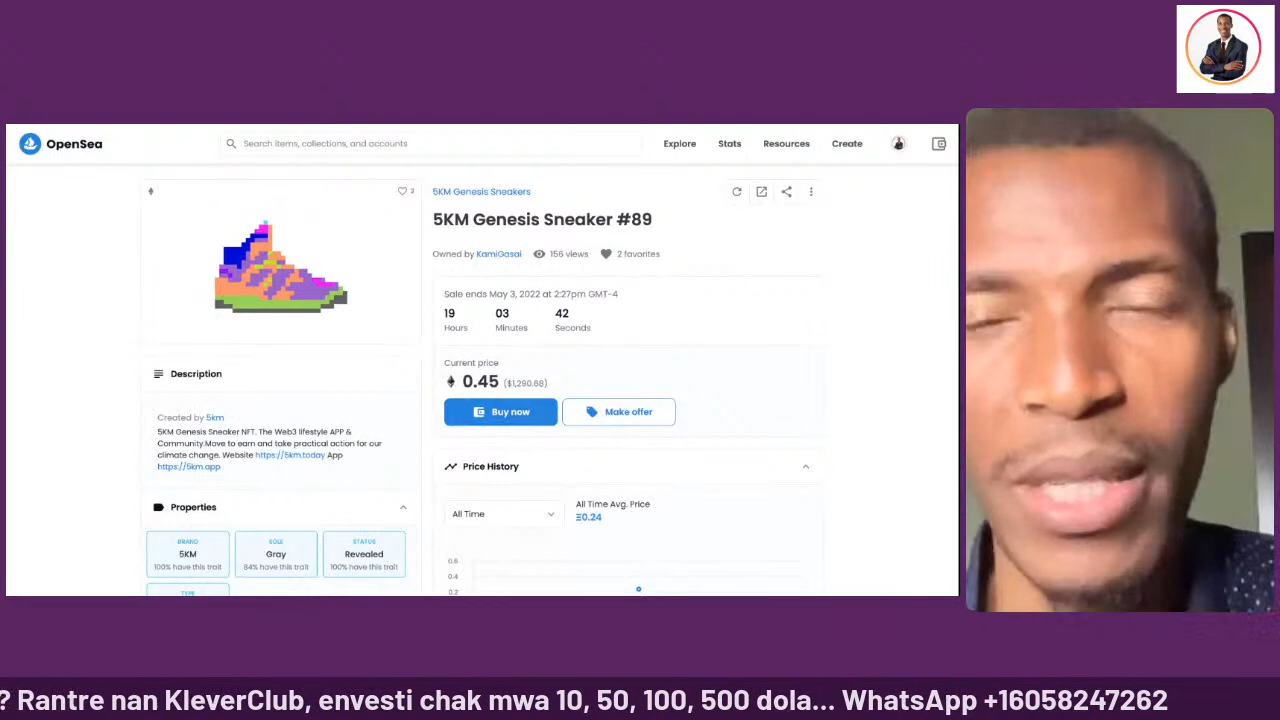 OpenSea
Search items, collections, and accounts
Explore
Stats
Resources
Create
2
5KM Genesis Sneakers
5KM Genesis Sneaker #89
Owned by KamiGasai
156 views
2 favorites
Sale ends May 3, 2022 at 2:27pm GMT-4
19
03
42
Hours
Minutes
Seconds
Current price
0.45 ($1,290.68)
Buy now
Make offer
Price History
All Time
All Time Avg. Price
Ξ0.24
0.6
0.4
0.2
Description
Created by 5km
5KM Genesis Sneaker NFT. The Web3 lifestyle APP &
Community.Move to earn and take practical action for our
climate change. Website https://5km.today App
https://5km.app
Properties
BRAND
5KM
100% have this trait
SOLE
Gray
84% have this trait
STATUS
Revealed
100% have this trait
TYPE
? Rantre nan KleverClub, envesti chak mwa 10, 50, 100, 500 dola... WhatsApp +16058247262